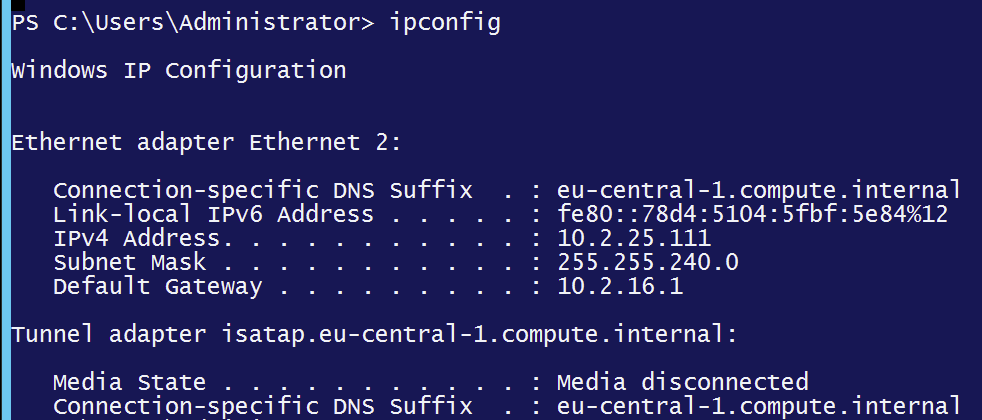 PS C:\Users\Administrator> ipconfig
Windows IP Configuration
Ethernet adapter Ethernet 2:
   Connection-specific DNS Suffix  . : eu-central-1.compute.internal
   Link-local IPv6 Address . . . . . : fe80::78d4:5104:5fbf:5e84%12
   IPv4 Address. . . . . . . . . . . : 10.2.25.111
   Subnet Mask . . . . . . . . . . . : 255.255.240.0
   Default Gateway . . . . . . . . . : 10.2.16.1
Tunnel adapter isatap.eu-central-1.compute.internal:
   Media State . . . . . . . . . . . : Media disconnected
   Connection-specific DNS Suffix  . : eu-central-1.compute.internal